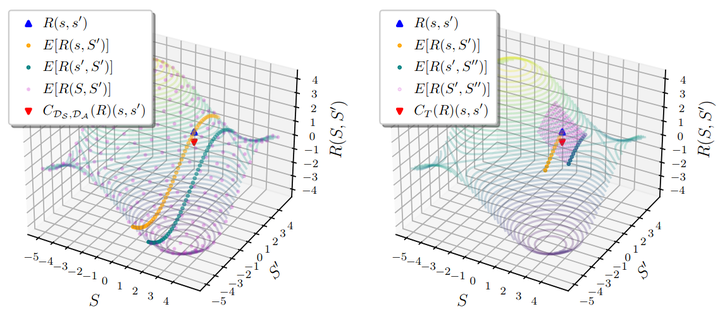 R(s, s′)
E[R(s, S′)]
E[R(s′, S′)]
E[R(S, S′)]
C_{𝒟_𝒮,𝒟_𝒜}(R)(s, s′)
4
3
2
1
0
−1
−2
−3
−4
R(S, S′)
−5 −4 −3 −2 −1 0 1 2 3 4
S
−5 −4 −3 −2 −1 0 1 2 3 4
S′
R(s, s′)
E[R(s, S′)]
E[R(s′, S″)]
E[R(S′, S″)]
C_T(R)(s, s′)
4
3
2
1
0
−1
−2
−3
−4
R(S, S′)
−5 −4 −3 −2 −1 0 1 2 3 4
S
−5 −4 −3 −2 −1 0 1 2 3 4
S′